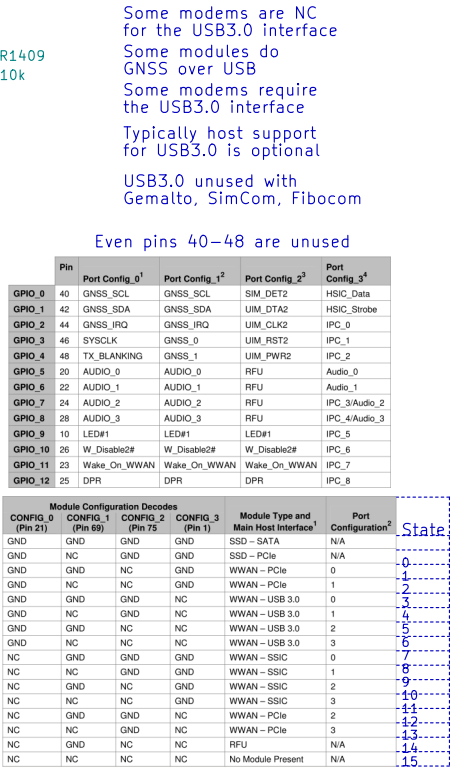 Some modems are NC
for the USB3.0 interface
R1409
Some modules do
GNSS over USB
10k
Some modems require
the USB3.0 interface
Typically host support
for USB3.0 is optional
USB3.0 unused with
Gemalto, SimCom, Fibocom
Even pins 40–48 are unused
Pin Port Config_0¹ Port Config_1² Port Config_2³ Port Config_3⁴
GPIO_0 40 GNSS_SCL GNSS_SCL SIM_DET2 HSIC_Data
GPIO_1 42 GNSS_SDA GNSS_SDA UIM_DTA2 HSIC_Strobe
GPIO_2 44 GNSS_IRQ GNSS_IRQ UIM_CLK2 IPC_0
GPIO_3 46 SYSCLK GNSS_0 UIM_RST2 IPC_1
GPIO_4 48 TX_BLANKING GNSS_1 UIM_PWR2 IPC_2
GPIO_5 20 AUDIO_0 AUDIO_0 RFU Audio_0
GPIO_6 22 AUDIO_1 AUDIO_1 RFU Audio_1
GPIO_7 24 AUDIO_2 AUDIO_2 RFU IPC_3/Audio_2
GPIO_8 28 AUDIO_3 AUDIO_3 RFU IPC_4/Audio_3
GPIO_9 10 LED#1 LED#1 LED#1 IPC_5
GPIO_10 26 W_Disable2# W_Disable2# W_Disable2# IPC_6
GPIO_11 23 Wake_On_WWAN Wake_On_WWAN Wake_On_WWAN IPC_7
GPIO_12 25 DPR DPR DPR IPC_8
Module Configuration Decodes
CONFIG_0 (Pin 21) CONFIG_1 (Pin 69) CONFIG_2 (Pin 75) CONFIG_3 (Pin 1) Module Type and Main Host Interface¹ Port Configuration² State
GND GND GND GND SSD – SATA N/A 0
GND NC GND GND SSD – PCIe N/A 1
GND GND NC GND WWAN – PCIe 0 2
GND NC NC GND WWAN – PCIe 1 3
GND GND GND NC WWAN – USB 3.0 0 4
GND NC GND NC WWAN – USB 3.0 1 5
GND GND NC NC WWAN – USB 3.0 2 6
GND NC NC NC WWAN – USB 3.0 3 7
NC GND GND GND WWAN – SSIC 0 8
NC NC GND GND WWAN – SSIC 1 9
NC GND NC GND WWAN – SSIC 2 10
NC NC NC GND WWAN – SSIC 3 11
NC GND GND NC WWAN – PCIe 2 12
NC NC GND NC WWAN – PCIe 3 13
NC GND NC NC RFU N/A 14
NC NC NC NC No Module Present N/A 15